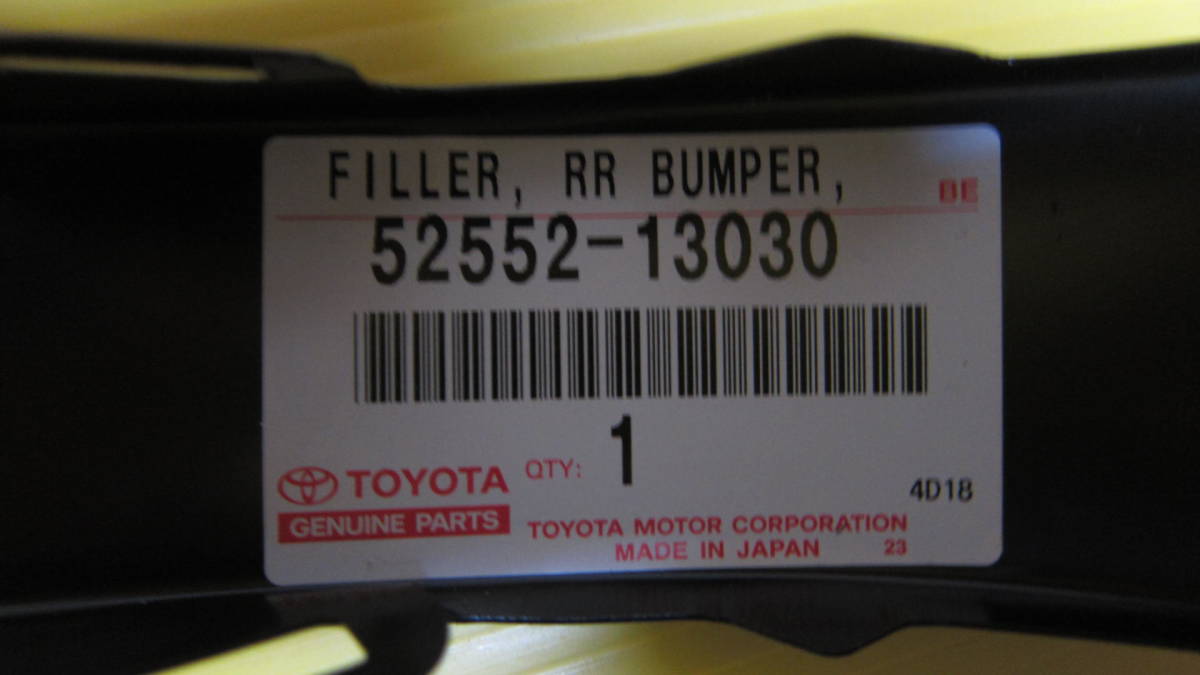 FILLER, RR BUMPER,
BE
52552-13030
QTY: 1
TOYOTA
GENUINE PARTS
4D18
TOYOTA MOTOR CORPORATION
MADE IN JAPAN 23